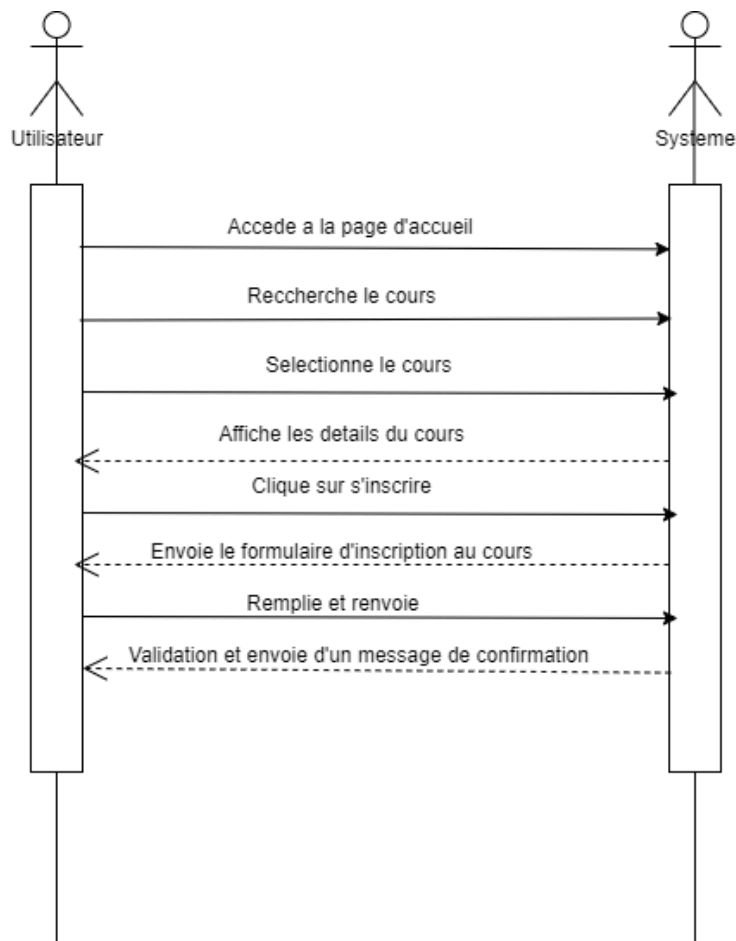 Utilisateur
Systeme
Accede a la page d'accueil
Reccherche le cours
Selectionne le cours
Affiche les details du cours
Clique sur s'inscrire
Envoie le formulaire d'inscription au cours
Remplie et renvoie
Validation et envoie d'un message de confirmation